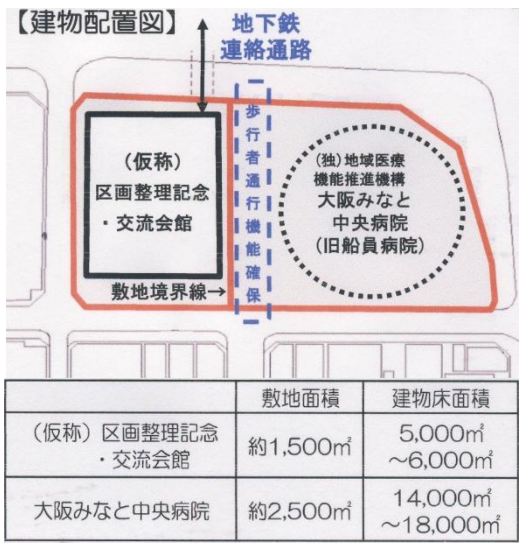 【建物配置図】
地下鉄
連絡通路
歩行者通行機能確保
(仮称)
区画整理記念
・交流会館
(独)地域医療
機能推進機構
大阪みなと
中央病院
(旧船員病院)
敷地境界線→
敷地面積 建物床面積
(仮称)区画整理記念
・交流会館 約1,500㎡ 5,000㎡
～6,000㎡
大阪みなと中央病院 約2,500㎡ 14,000㎡
～18,000㎡